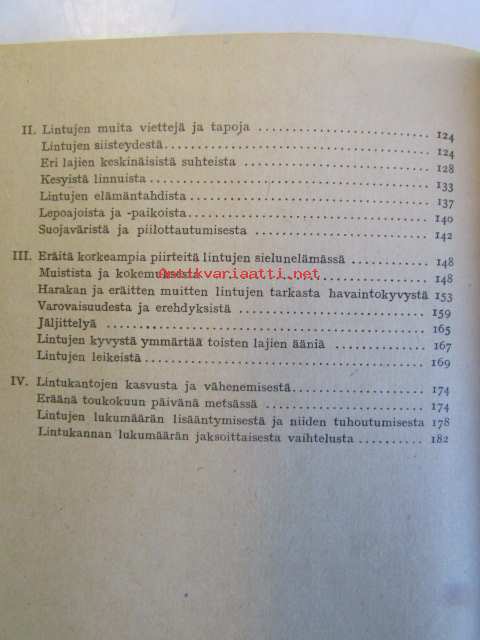 II. Lintujen muita viettejä ja tapoja ........................ 124
Lintujen siisteydestä........................ 124
Eri lajien keskinäisistä suhteista ........................ 128
Kesyistä linnuista ........................ 133
Lintujen elämäntahdista ........................ 137
Lepoajoista ja -paikoista........................ 140
Suojaväristä ja piilottautumisesta ........................ 142
III. Eräitä korkeampia piirteitä lintujen sielunelämässä ........ 148
Muistista ja kokemuksesta ........................ 148
Antikvariaatti.net
Harakan ja eräitten muitten lintujen tarkasta havaintokyvystä 153
Varovaisuudesta ja erehdyksistä ........................ 159
Jäljittelyä ........................ 165
Lintujen kyvystä ymmärtää toisten lajien ääniä ........ 167
Lintujen leikeistä........................ 169
IV. Lintukantojen kasvusta ja vähenemisestä........................ 174
Eräänä toukokuun päivänä metsässä ........................ 174
Lintujen lukumäärän lisääntymisestä ja niiden tuhoutumisesta 178
Lintukannan lukumäärän jaksoittaisesta vaihtelusta .......... 182